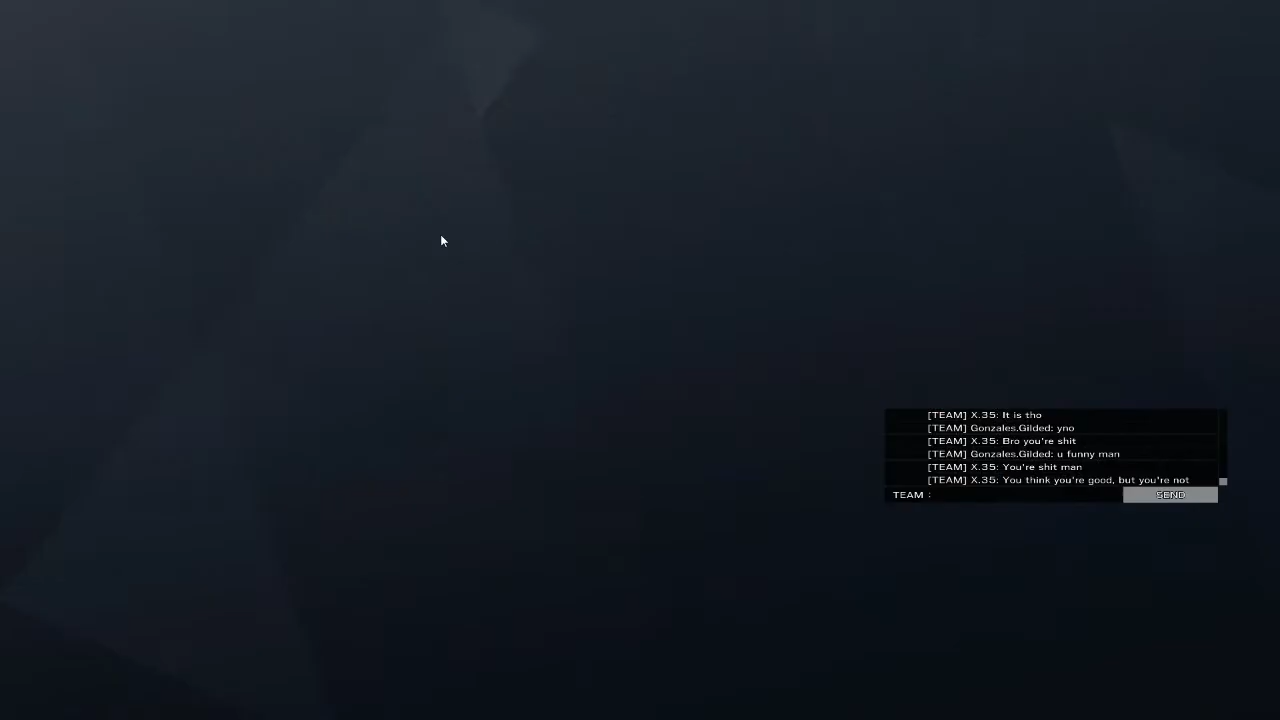 [TEAM] X.35: It is tho
[TEAM] Gonzales.Gilded: yno
[TEAM] X.35: Bro you're shit
[TEAM] Gonzales.Gilded: u funny man
[TEAM] X.35: You're shit man
[TEAM] X.35: You think you're good, but you're not
TEAM : SEND